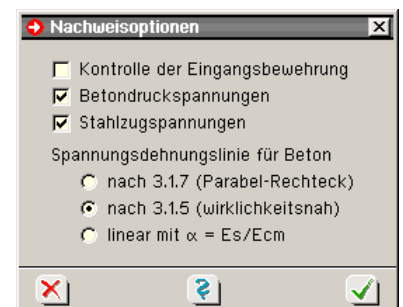 Nachweisoptionen
Kontrolle der Eingangsbewehrung
Betondruckspannungen
Stahlzugspannungen
Spannungsdehnungslinie für Beton
nach 3.1.7 (Parabel-Rechteck)
nach 3.1.5 (wirklichkeitsnah)
linear mit α = Es/Ecm